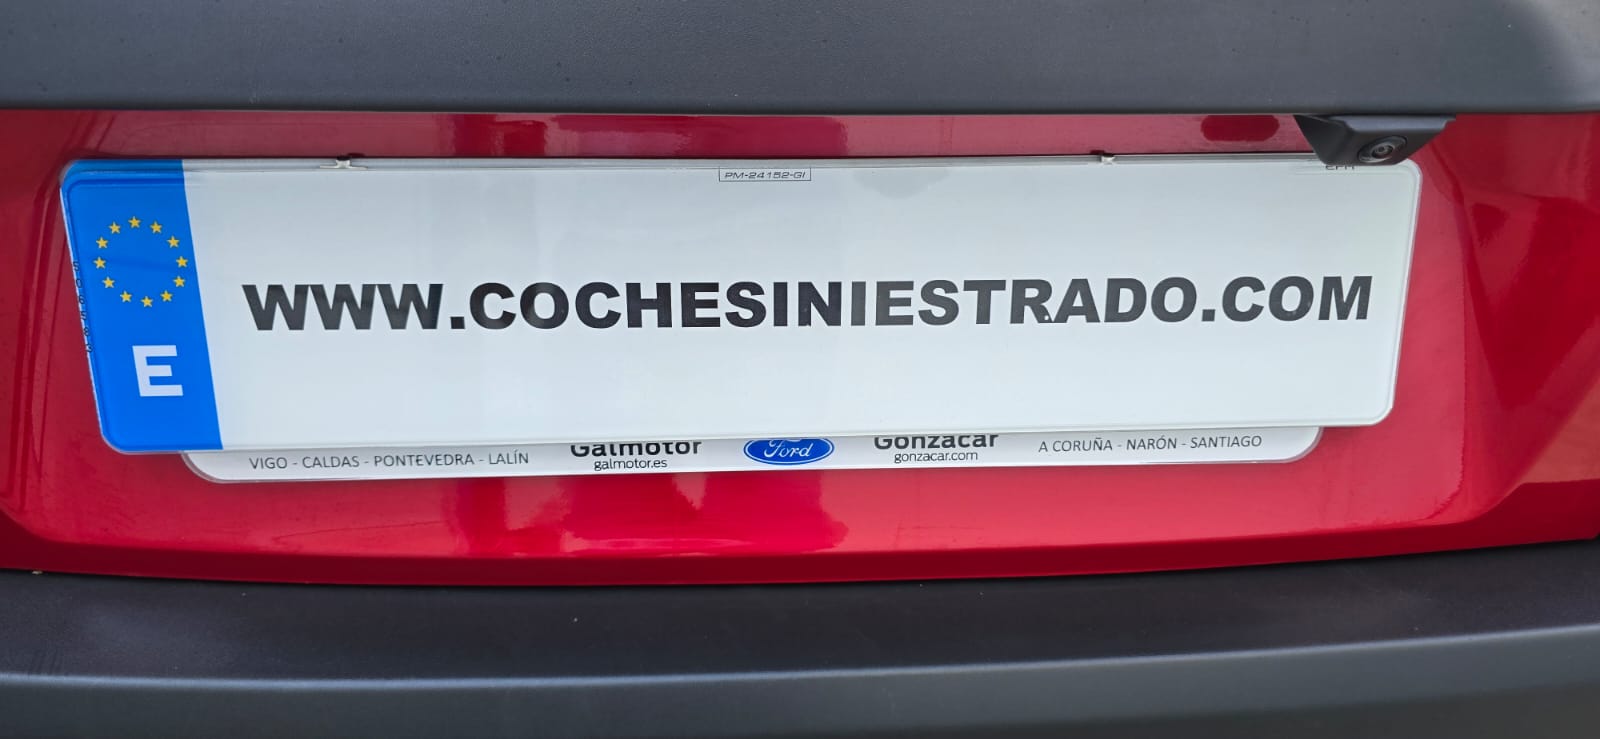 PM-24152-GI
E
WWW.COCHESINIESTRADO.COM
Galmotor
galmotor.es
VIGO - CALDAS - PONTEVEDRA - LALÍN
Ford
Gonzacar
gonzacar.com
A CORUÑA - NARÓN - SANTIAGO